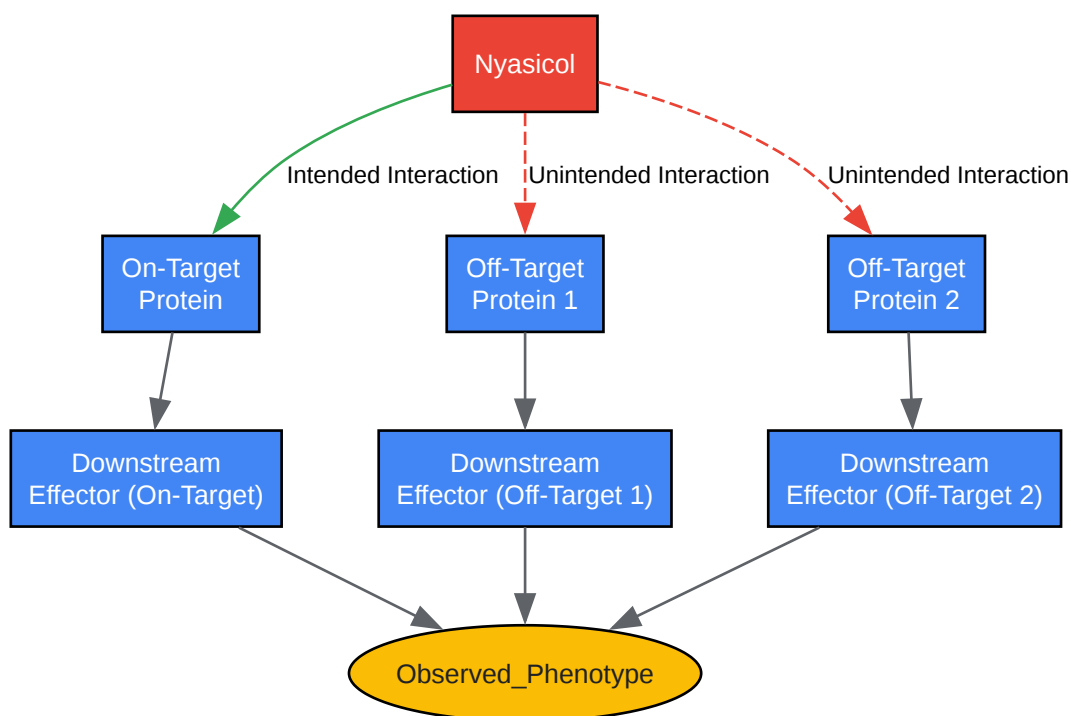 Nyasicol
Intended Interaction
Unintended Interaction
Unintended Interaction
On-Target
Protein
Off-Target
Protein 1
Off-Target
Protein 2
Downstream
Effector (On-Target)
Downstream
Effector (Off-Target 1)
Downstream
Effector (Off-Target 2)
Observed_Phenotype